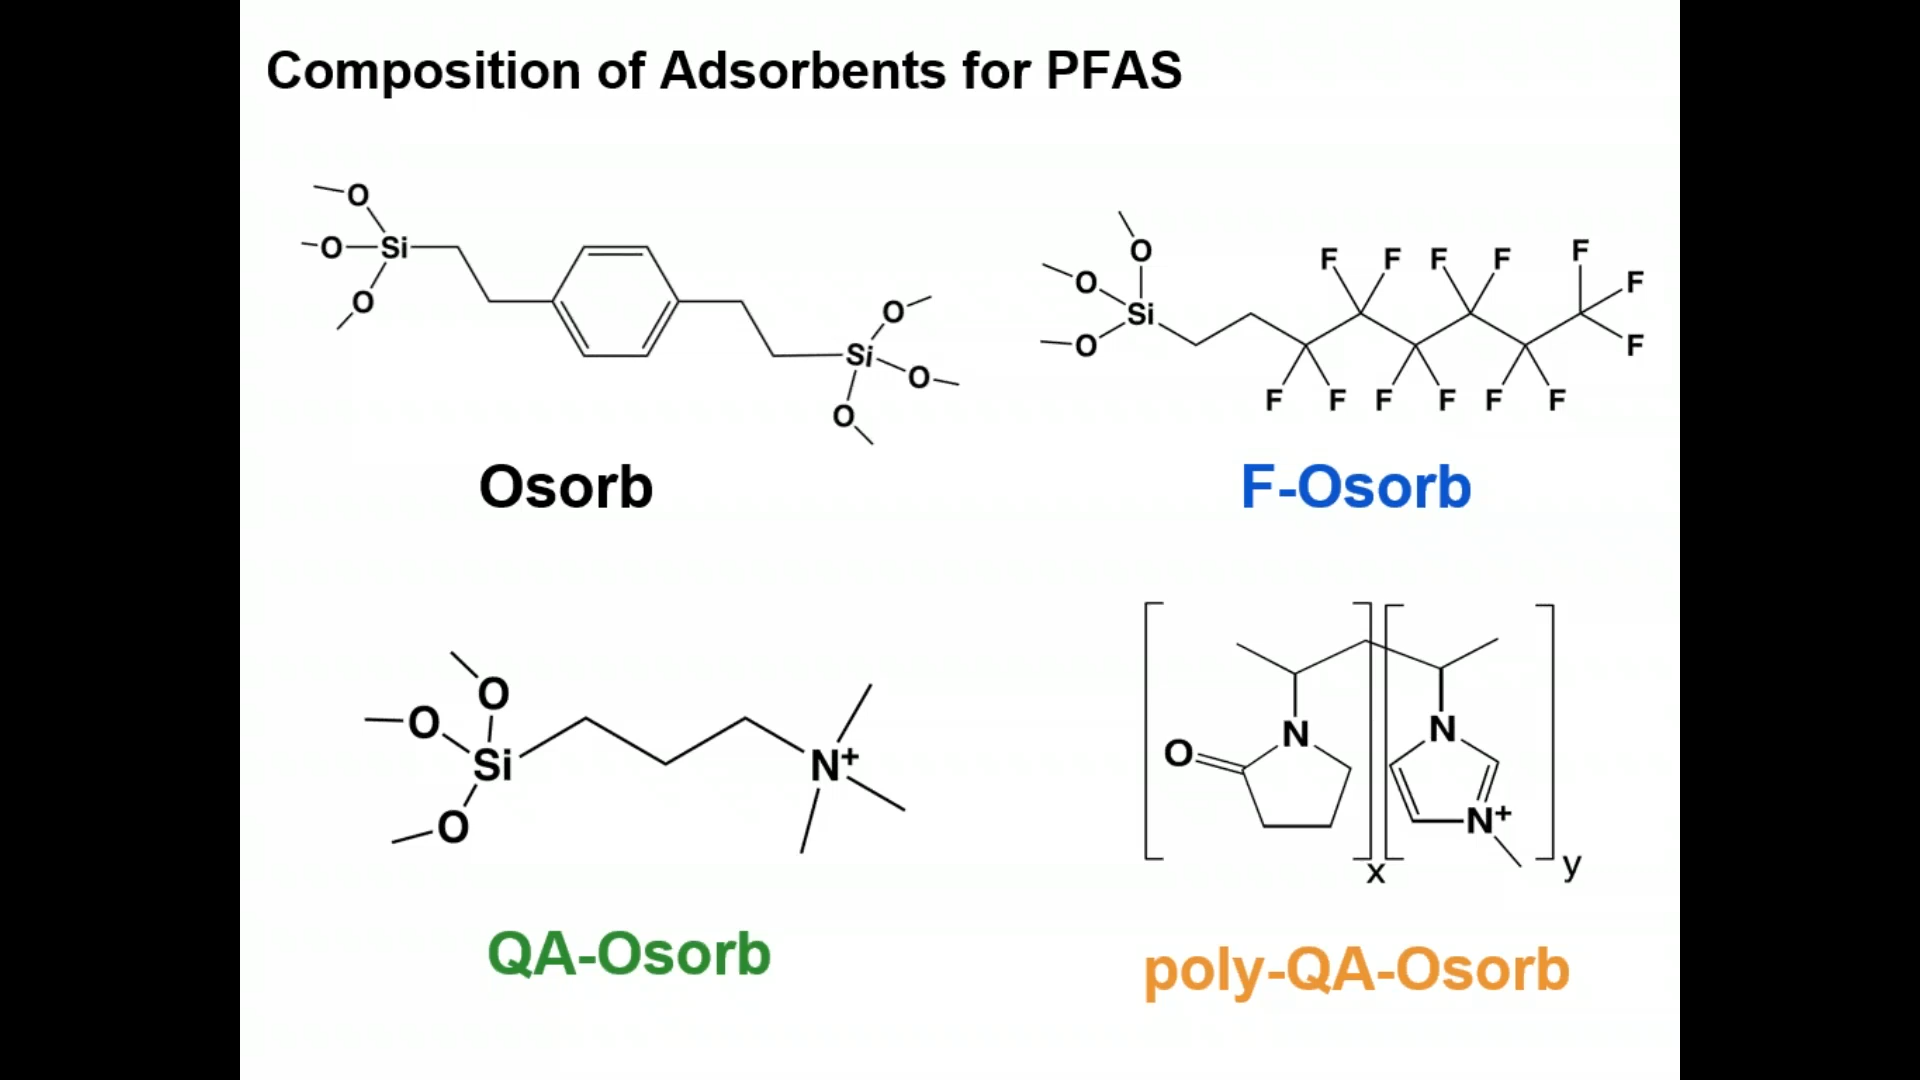 Composition of Adsorbents for PFAS
O
O Si
O
O
Si O
O
Osorb
O
O
Si
O
F F F F F F
F
F
F F F F F F
F-Osorb
O
O
Si
O
N+
QA-Osorb
N N
O
N+
x y
poly-QA-Osorb